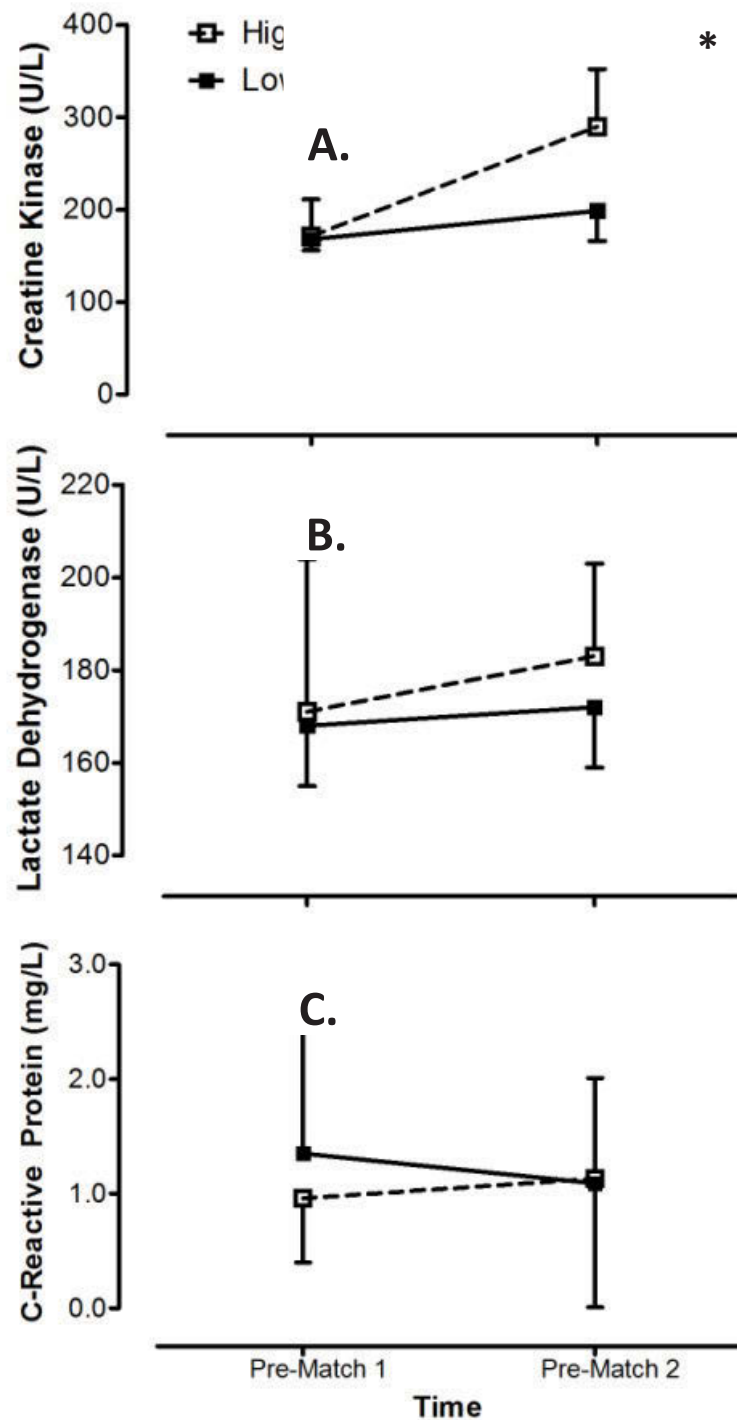 400
300
200
100
0
Creatine Kinase (U/L)
Hig
Lov
*
A.
220
200
180
160
140
Lactate Dehydrogenase (U/L)
B.
3.0
2.0
1.0
0.0
C-Reactive Protein (mg/L)
C.
Pre-Match 1 Pre-Match 2
Time